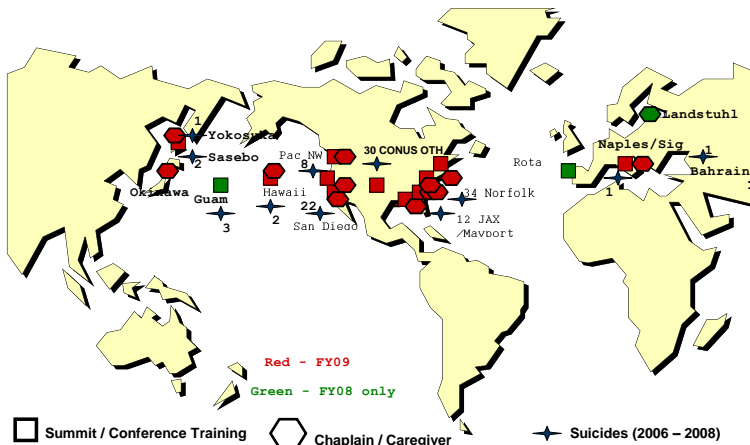 1
Yokosuka
Sasebo
2
Okinawa
Guam
3
Pac NW
8
Hawaii
2
22
San Diego
30 CONUS OTH
34 Norfolk
12 JAX
/Mayport
Landstuhl
Naples/Sig
Rota
1
1
Bahrain
1
Red - FY09
Green - FY08 only
Summit / Conference Training
Chaplain / Caregiver
Suicides (2006 – 2008)